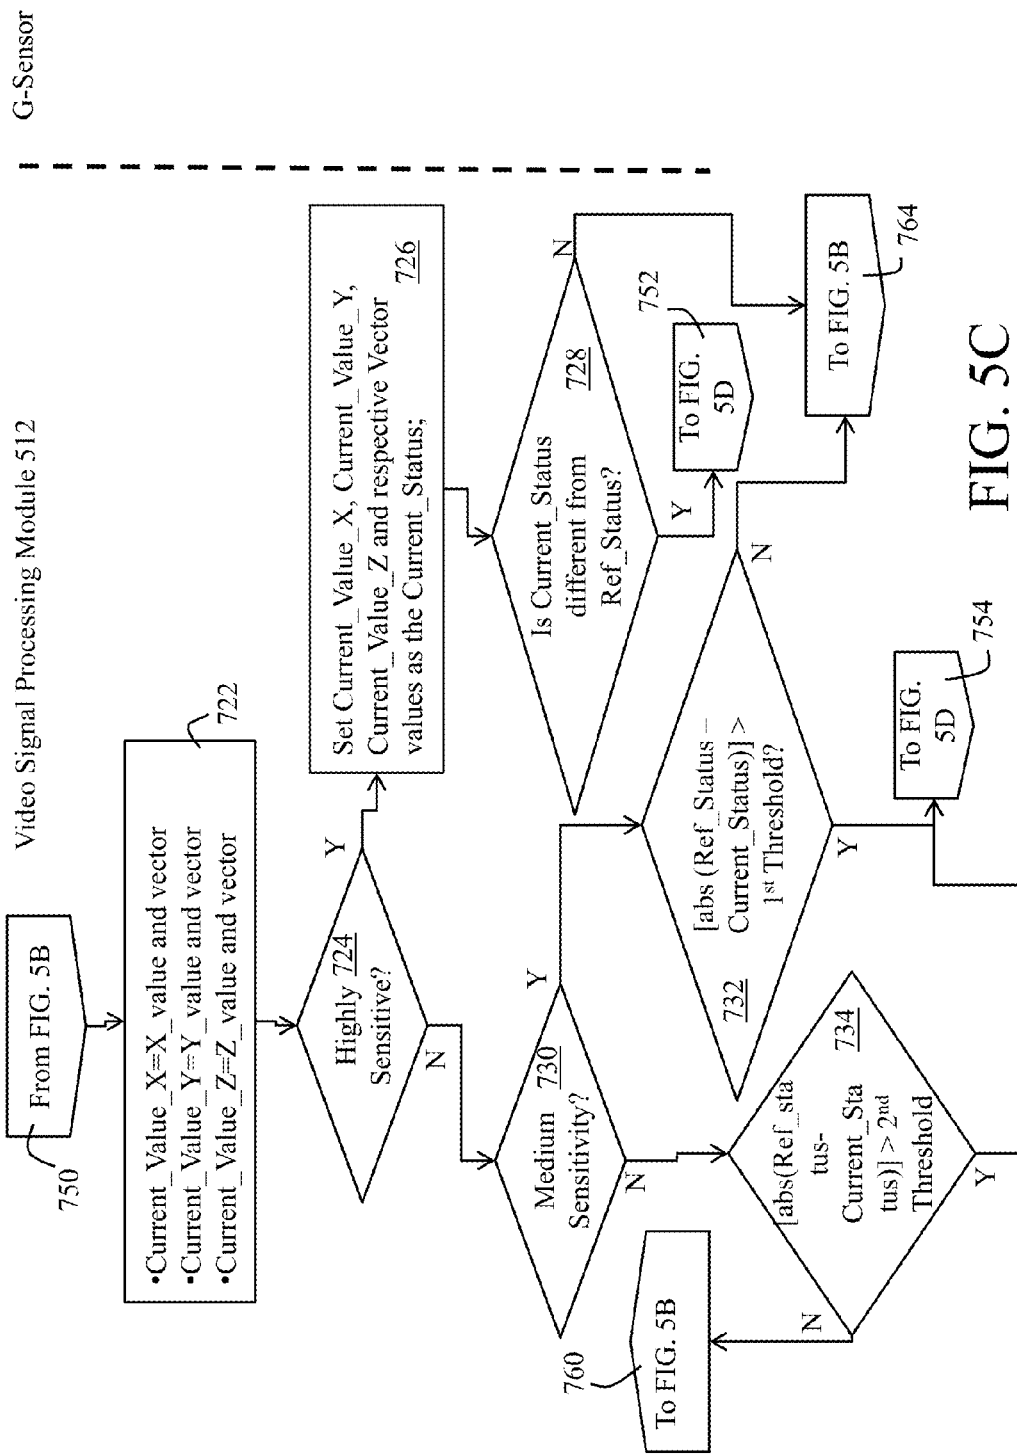 Video Signal Processing Module 512
G-Sensor
From FIG. 5B
750
•Current_Value_X=X_value and vector
•Current_Value_Y=Y_value and vector
•Current_Value_Z=Z_value and vector
722
Highly 724
Sensitive?
Y
N
Set Current_Value_X, Current_Value_Y,
Current_Value_Z and respective Vector
values as the Current_Status;
726
Is Current_Status
different from
Ref_Status?
728
N
Y
To FIG.
5D
752
To FIG. 5B
764
Medium
730
Sensitivity?
Y
N
[abs (Ref_Status –
Current_Status)] >
1st Threshold?
732
N
Y
To FIG.
5D
754
[abs(Ref_sta
tus-
Current_Sta
tus)] > 2nd
Threshold
734
N
Y
To FIG. 5B
760
FIG. 5C